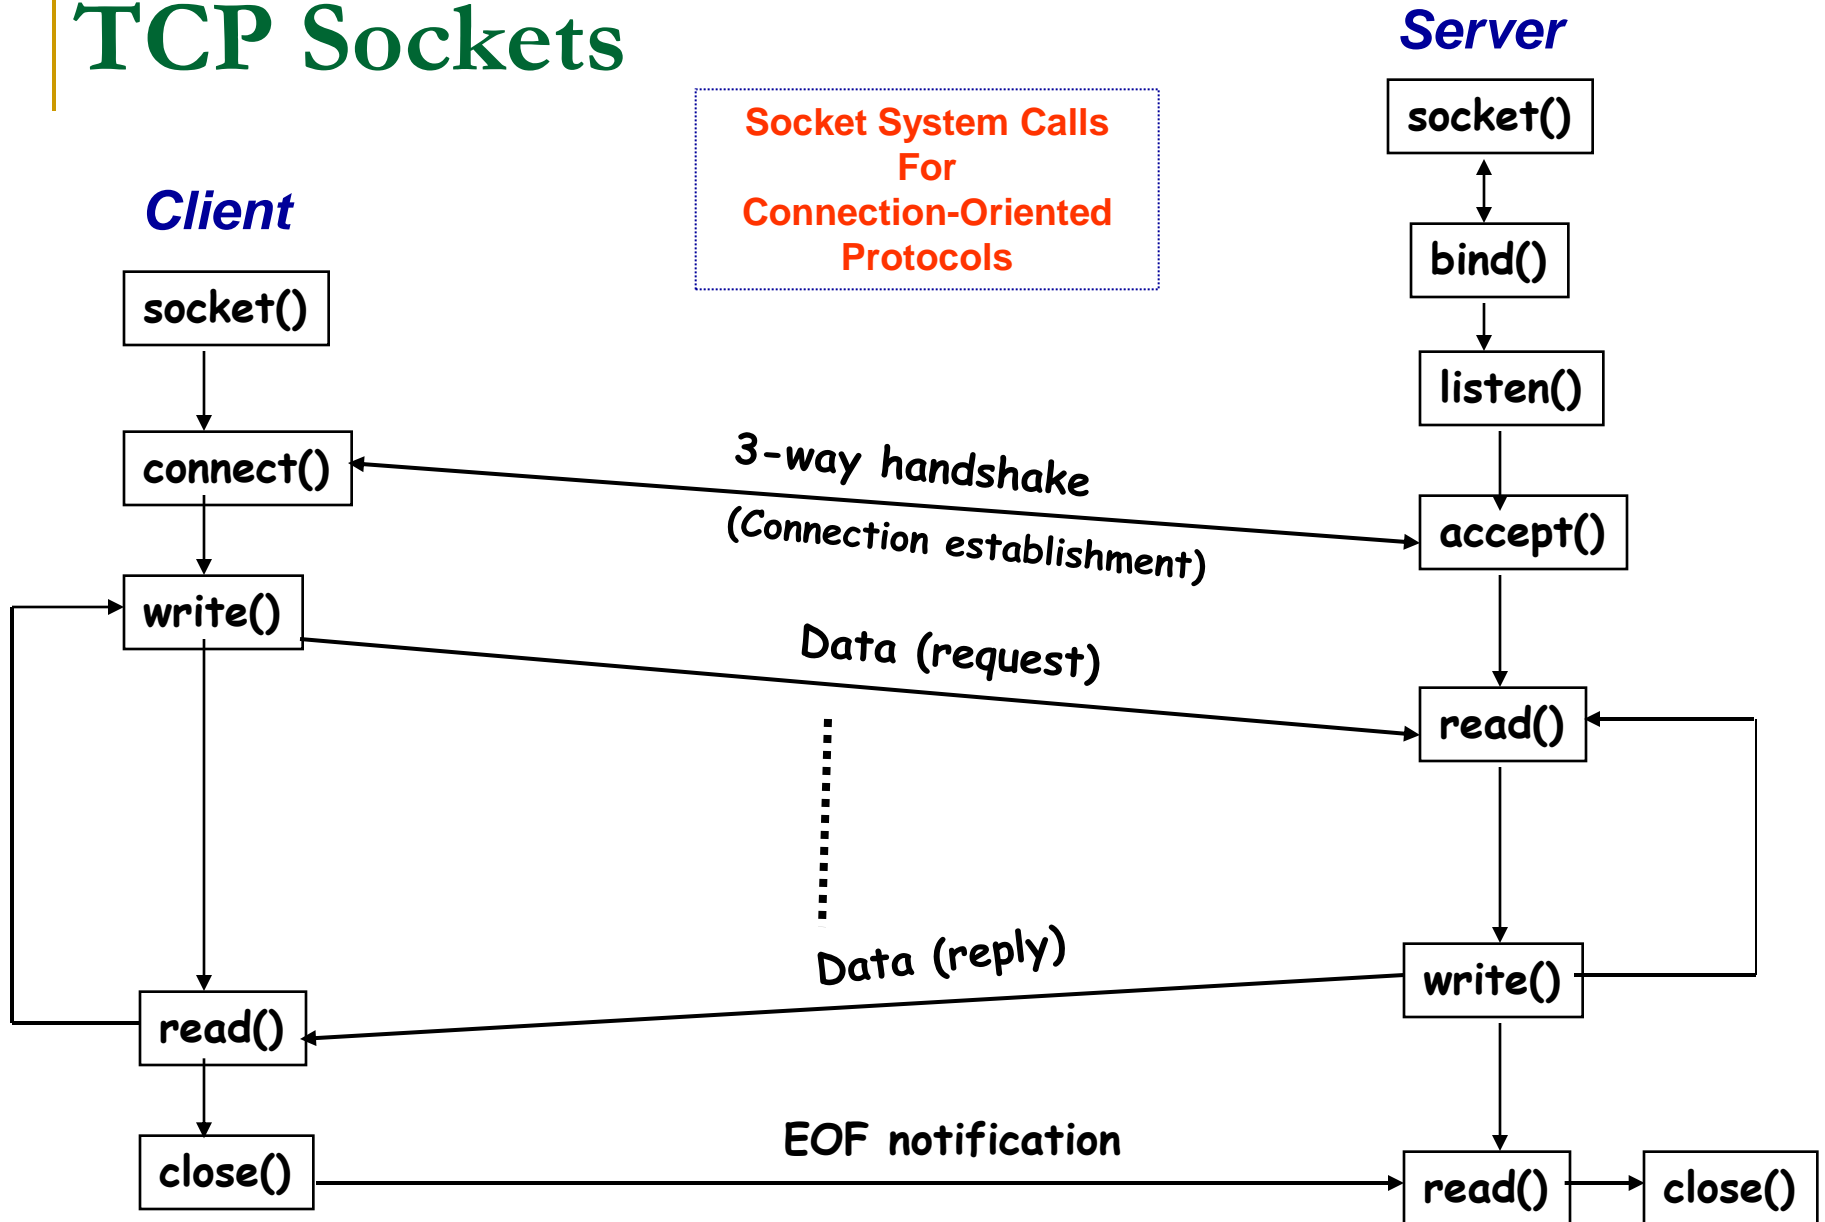 TCP Sockets
Server
Socket System Calls
For
Connection-Oriented
Protocols
socket()
Client
bind()
socket()
listen()
connect()
3-way handshake
(Connection establishment)
accept()
write()
Data (request)
read()
Data (reply)
write()
read()
EOF notification
close()
read()
close()